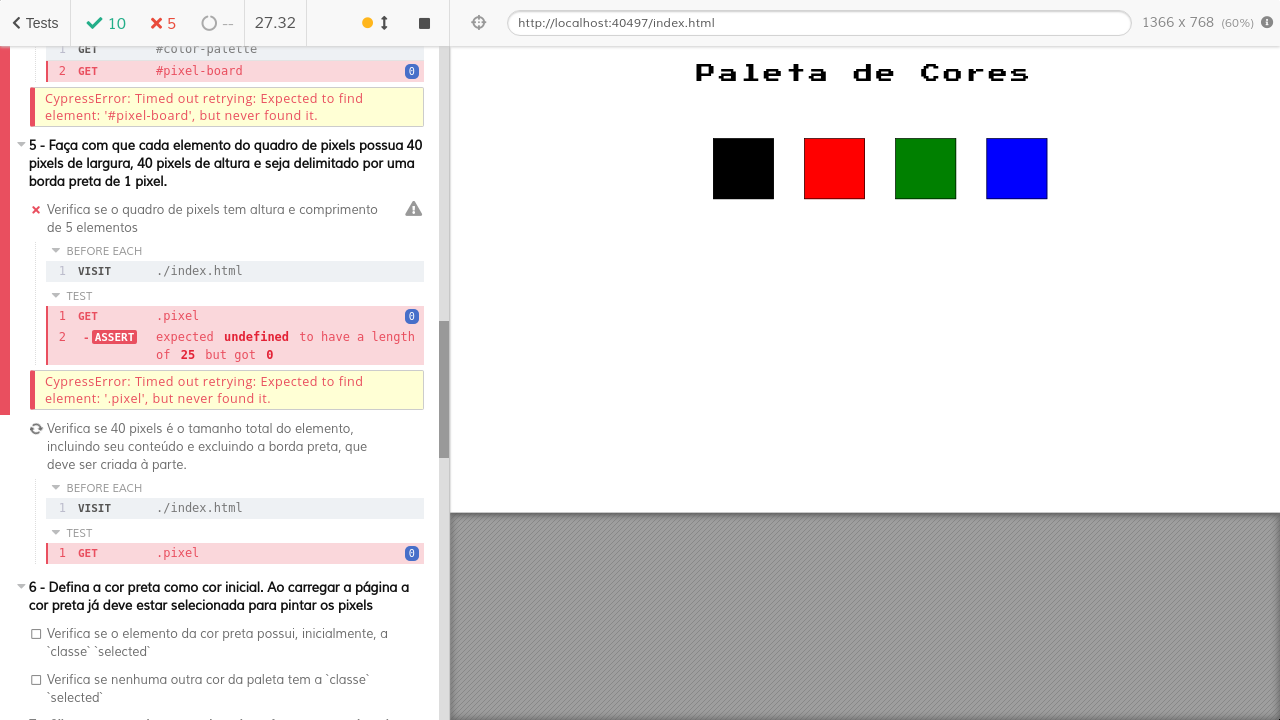 Tests
10
5
--
27.32
http://localhost:40497/index.html
1366 x 768 (60%)
1 GET #color-palette
2 GET #pixel-board 0
CypressError: Timed out retrying: Expected to find
element: '#pixel-board', but never found it.
5 - Faça com que cada elemento do quadro de pixels possua 40
pixels de largura, 40 pixels de altura e seja delimitado por uma
borda preta de 1 pixel.
Verifica se o quadro de pixels tem altura e comprimento
de 5 elementos
BEFORE EACH
1 VISIT ./index.html
TEST
1 GET .pixel 0
2 -ASSERT expected undefined to have a length
of 25 but got 0
CypressError: Timed out retrying: Expected to find
element: '.pixel', but never found it.
Verifica se 40 pixels é o tamanho total do elemento,
incluindo seu conteúdo e excluindo a borda preta, que
deve ser criada à parte.
BEFORE EACH
1 VISIT ./index.html
TEST
1 GET .pixel 0
6 - Defina a cor preta como cor inicial. Ao carregar a página a
cor preta já deve estar selecionada para pintar os pixels
Verifica se o elemento da cor preta possui, inicialmente, a
`classe` `selected`
Verifica se nenhuma outra cor da paleta tem a `classe`
`selected`
Paleta de Cores